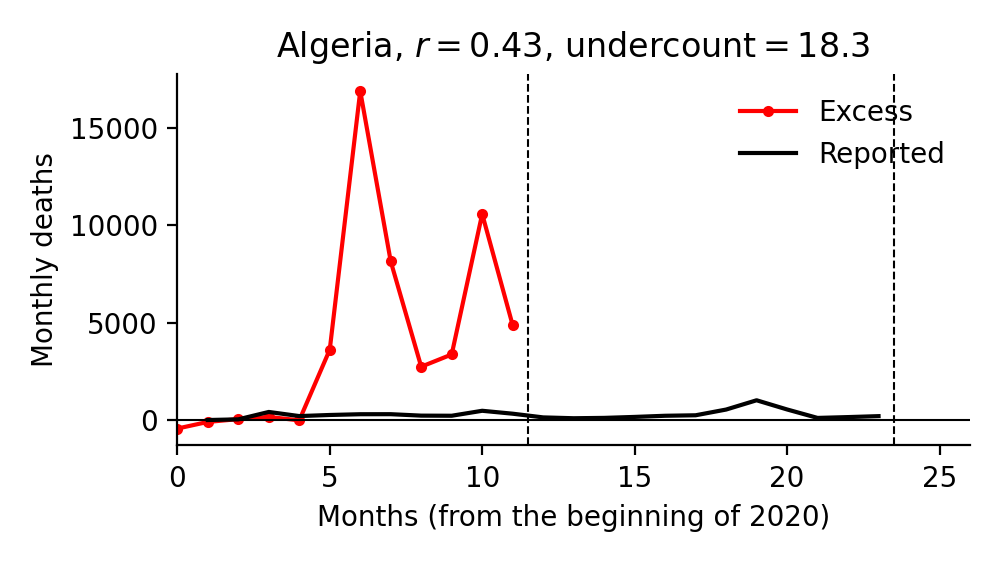 Algeria, r = 0.43, undercount = 18.3
Excess
Reported
Monthly deaths
15000
10000
5000
0
0 5 10 15 20 25
Months (from the beginning of 2020)